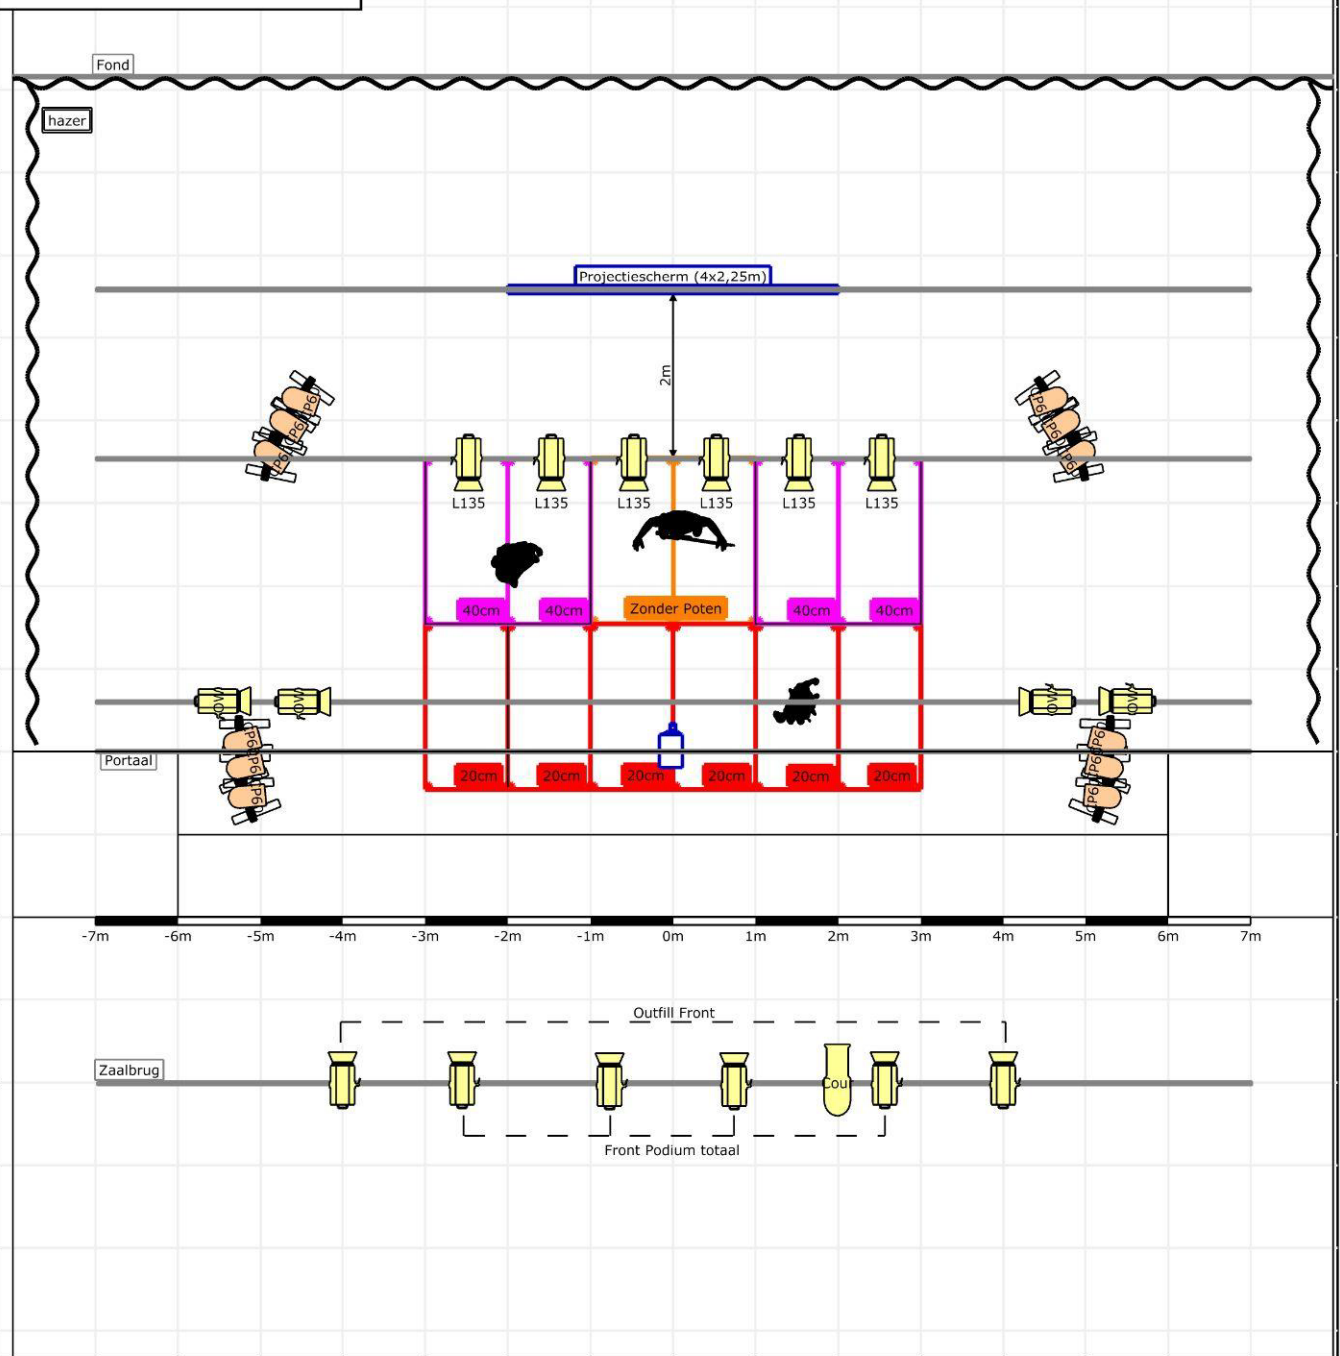 Fond
hazer
Projectiescherm (4x2,25m)
2m
L135 L135 L135 L135 L135 L135
40cm 40cm Zonder Poten 40cm 40cm
Portaal
20cm 20cm 20cm 20cm 20cm 20cm
-7m -6m -5m -4m -3m -2m -1m 0m 1m 2m 3m 4m 5m 6m 7m
Outfill Front
Zaalbrug
Cour
Front Podium totaal